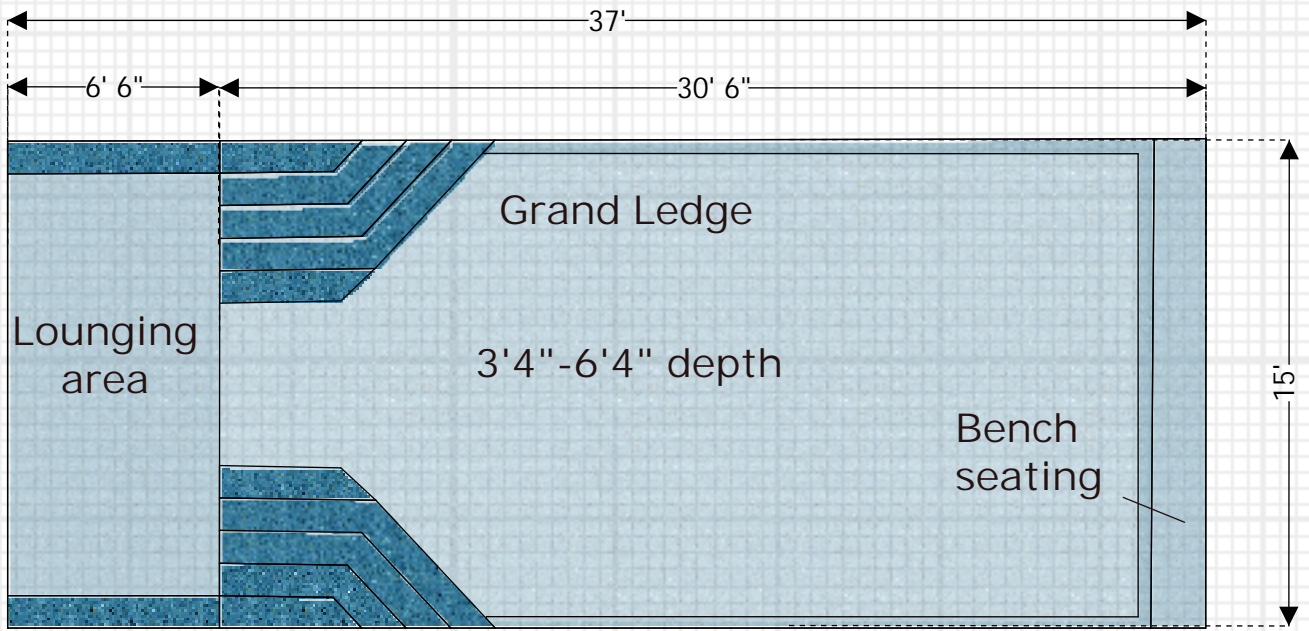 37'
6' 6"
30' 6"
Grand Ledge
Lounging
area
3'4"-6'4" depth
15'
Bench
seating